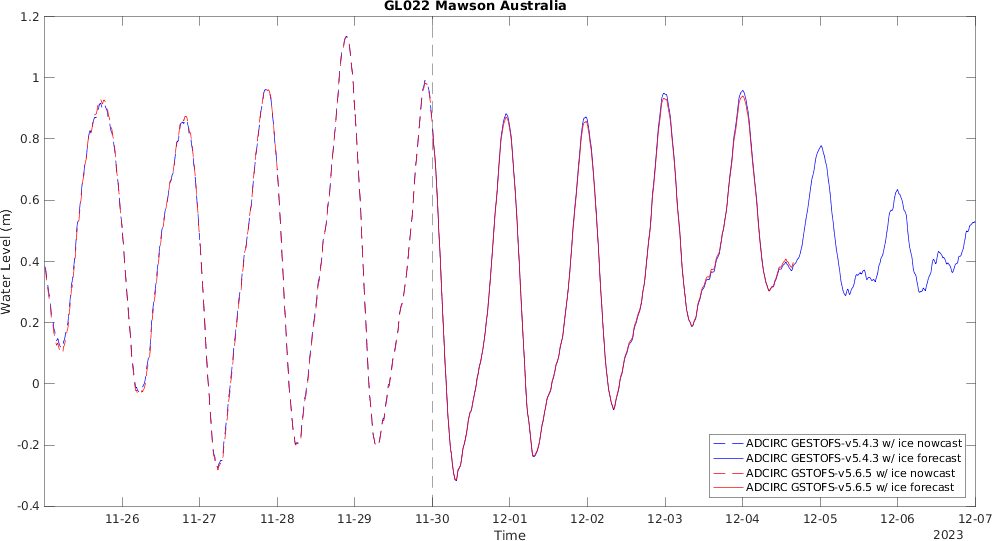 GL022 Mawson Australia
1.2
1
0.8
0.6
0.4
0.2
0
-0.2
-0.4
Water Level (m)
11-26 11-27 11-28 11-29 11-30 12-01 12-02 12-03 12-04 12-05 12-06 12-07
Time
2023
ADCIRC GESTOFS-v5.4.3 w/ ice nowcast
ADCIRC GESTOFS-v5.4.3 w/ ice forecast
ADCIRC GSTOFS-v5.6.5 w/ ice nowcast
ADCIRC GSTOFS-v5.6.5 w/ ice forecast